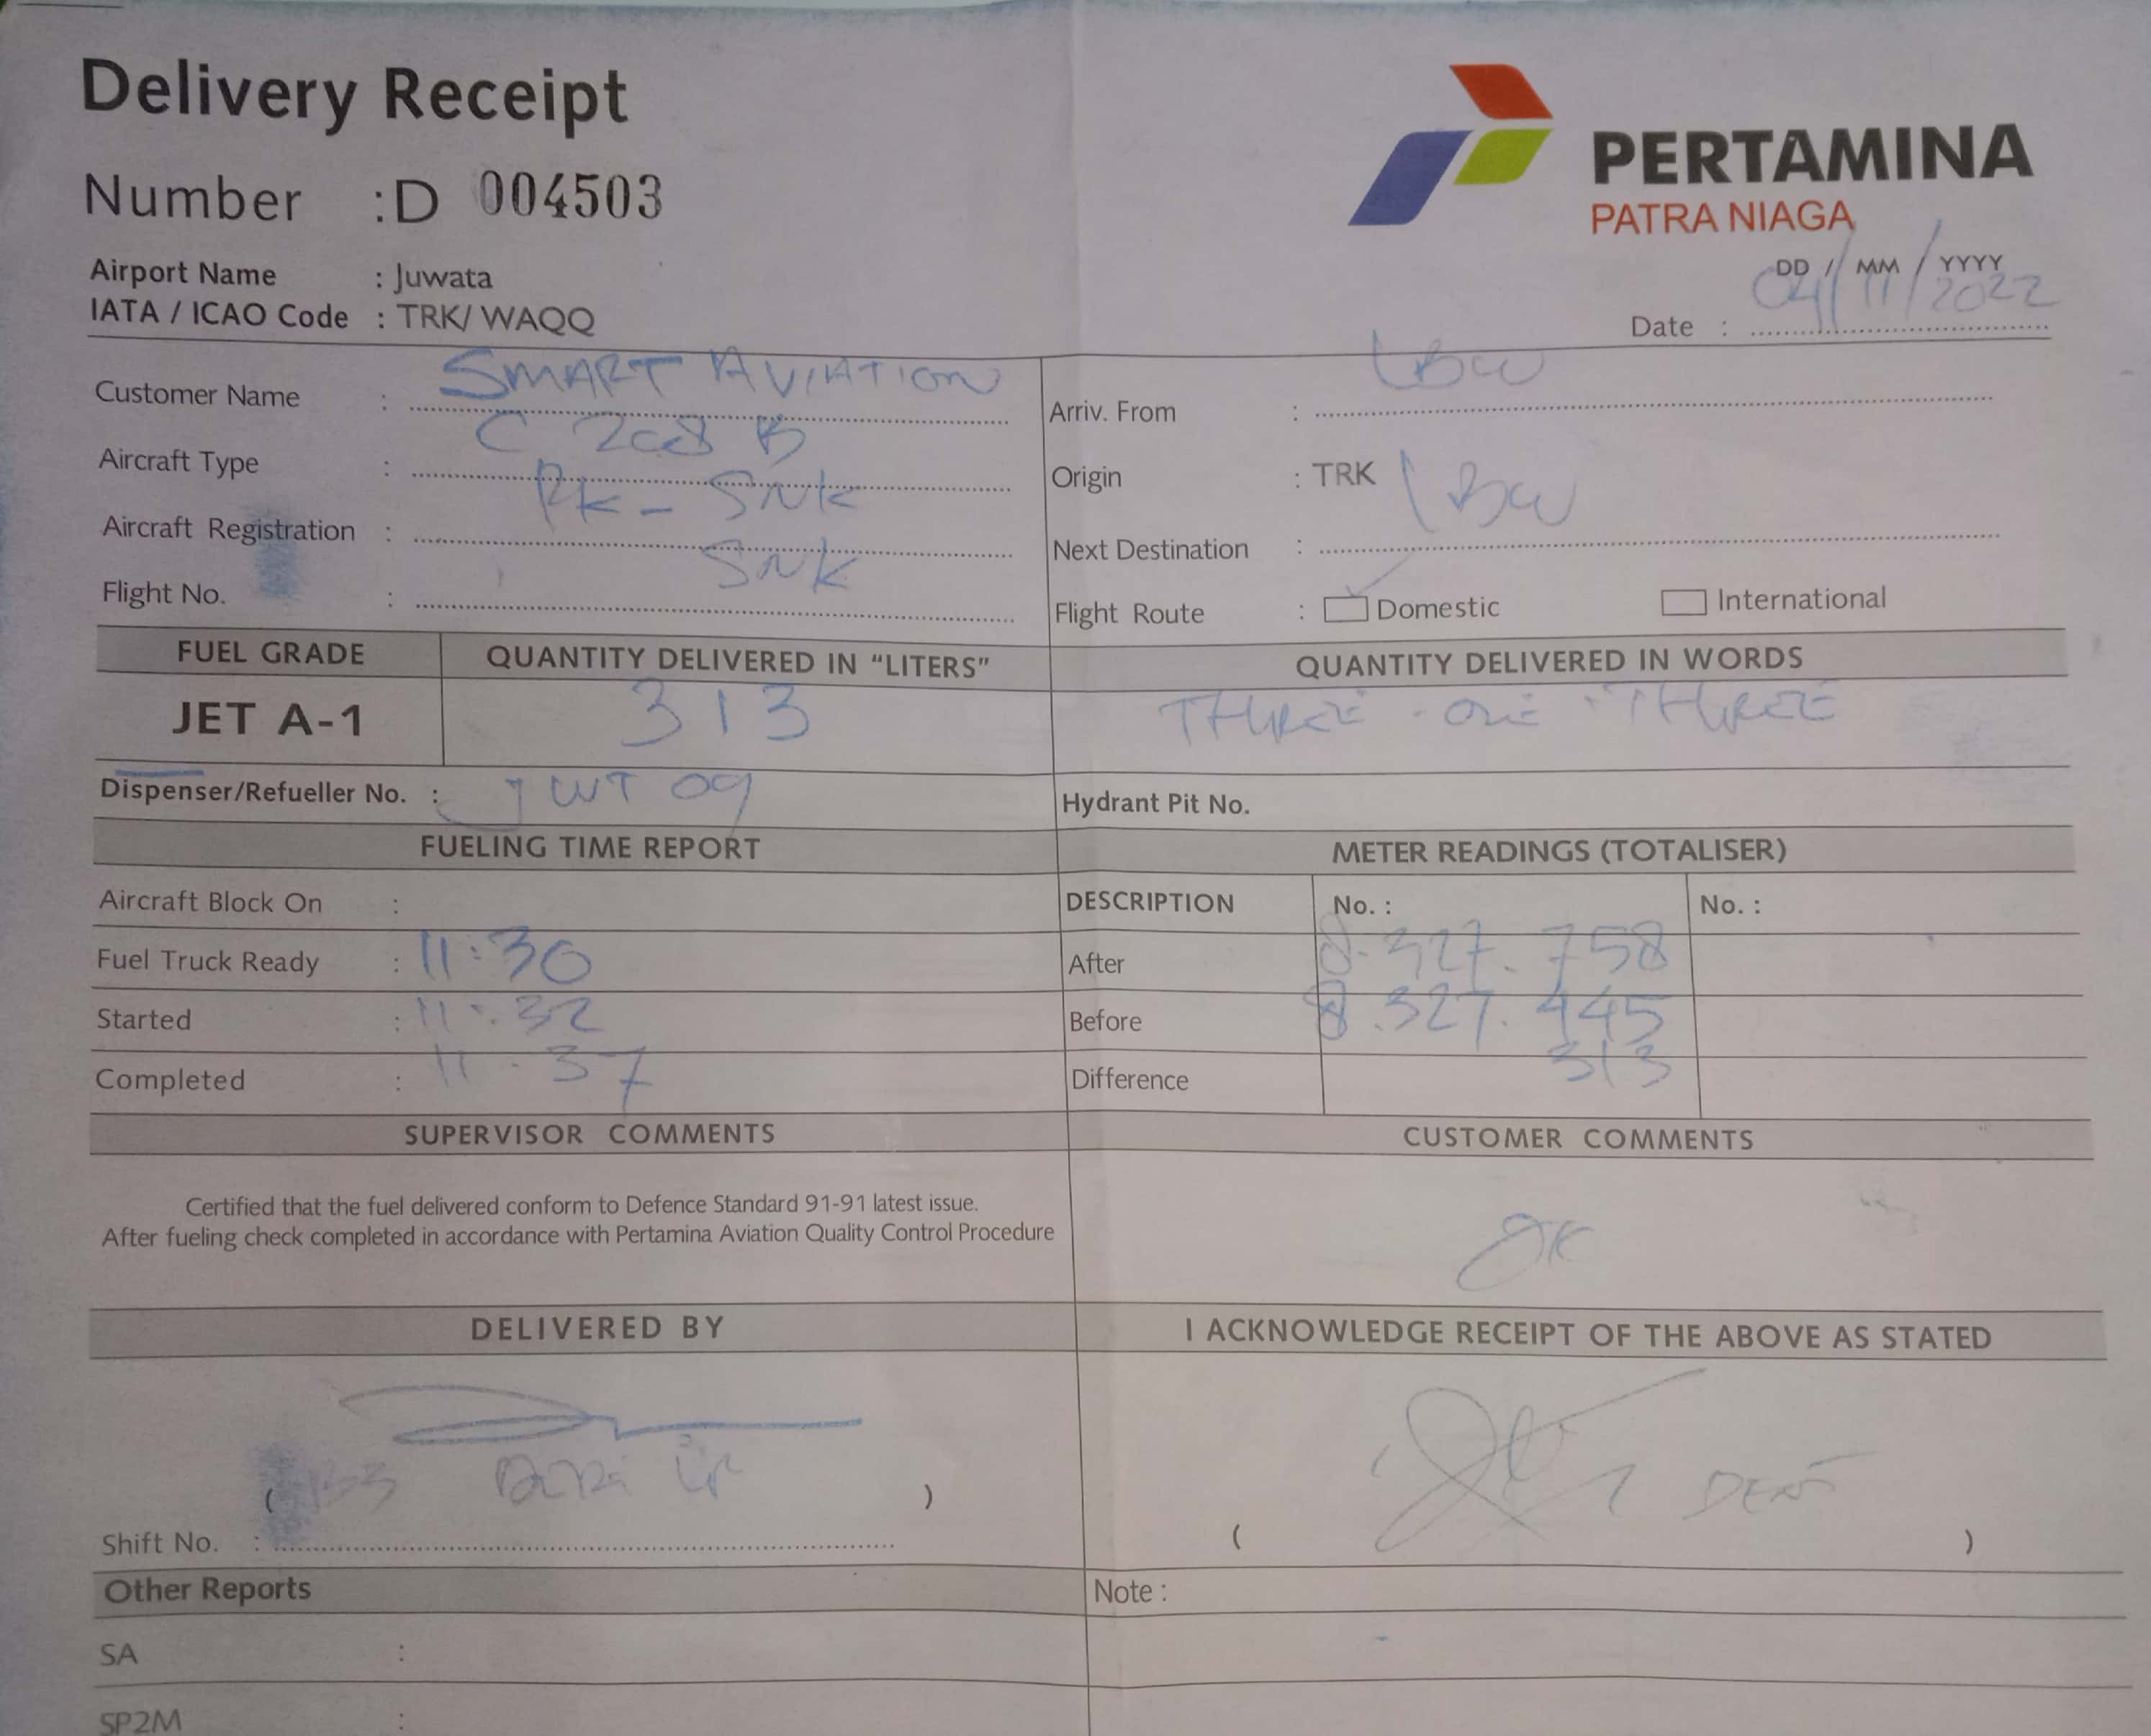 Delivery Receipt
PERTAMINA
PATRA NIAGA
Number : D 004503
Airport Name : Juwata
IATA / ICAO Code : TRK/ WAQQ
DD / MM / YYYY
Date : 04/11/2022
Customer Name : SMART AVIATION
Arriv. From : LBW
Aircraft Type : C 208 B
Origin : TRK
Aircraft Registration : PK - SNK
Next Destination : LBW
Flight No. : SNK
Flight Route : Domestic International
FUEL GRADE QUANTITY DELIVERED IN "LITERS" QUANTITY DELIVERED IN WORDS
JET A-1 313 THREE - ONE - THREE
Dispenser/Refueller No. : JWT 09 Hydrant Pit No.
FUELING TIME REPORT METER READINGS (TOTALISER)
Aircraft Block On : DESCRIPTION No. : No. :
Fuel Truck Ready : 11:30 After 8.327.758
Started : 11:32 Before 8.327.445
Completed : 11-37 Difference 313
SUPERVISOR COMMENTS CUSTOMER COMMENTS
Certified that the fuel delivered conform to Defence Standard 91-91 latest issue.
After fueling check completed in accordance with Pertamina Aviation Quality Control Procedure
OK
DELIVERED BY I ACKNOWLEDGE RECEIPT OF THE ABOVE AS STATED
( )
( )
Shift No. :
Other Reports Note :
SA :
SP2M :